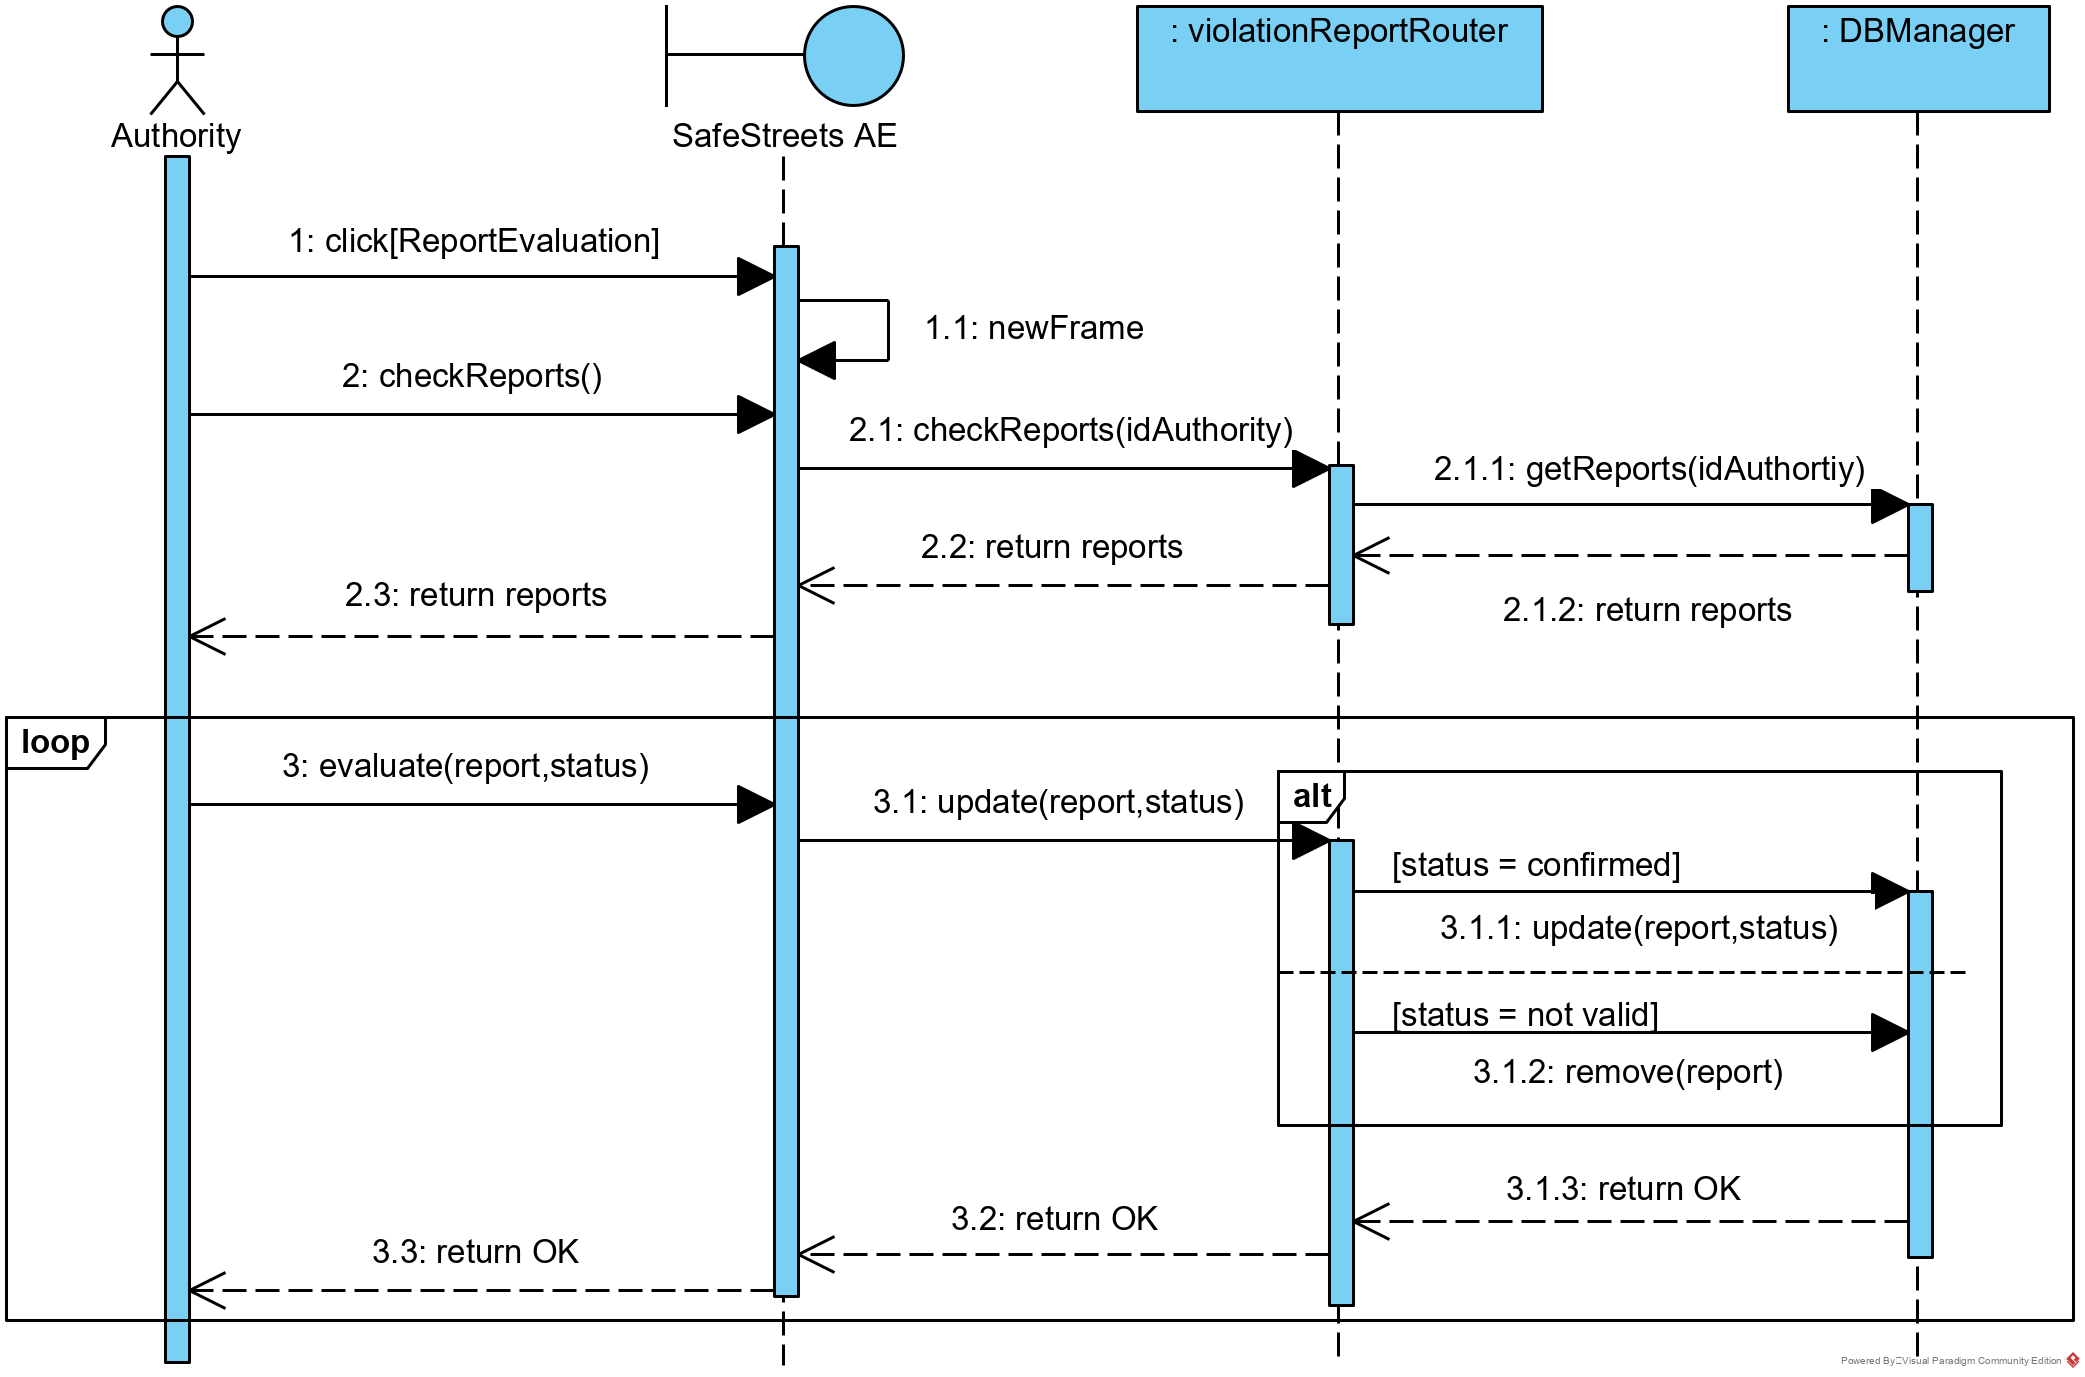 : violationReportRouter
: DBManager
Authority
SafeStreets AE
1: click[ReportEvaluation]
1.1: newFrame
2: checkReports()
2.1: checkReports(idAuthority)
2.1.1: getReports(idAuthortiy)
2.2: return reports
2.3: return reports
2.1.2: return reports
loop
3: evaluate(report,status)
alt
3.1: update(report,status)
[status = confirmed]
3.1.1: update(report,status)
[status = not valid]
3.1.2: remove(report)
3.1.3: return OK
3.2: return OK
3.3: return OK
Powered By Visual Paradigm Community Edition